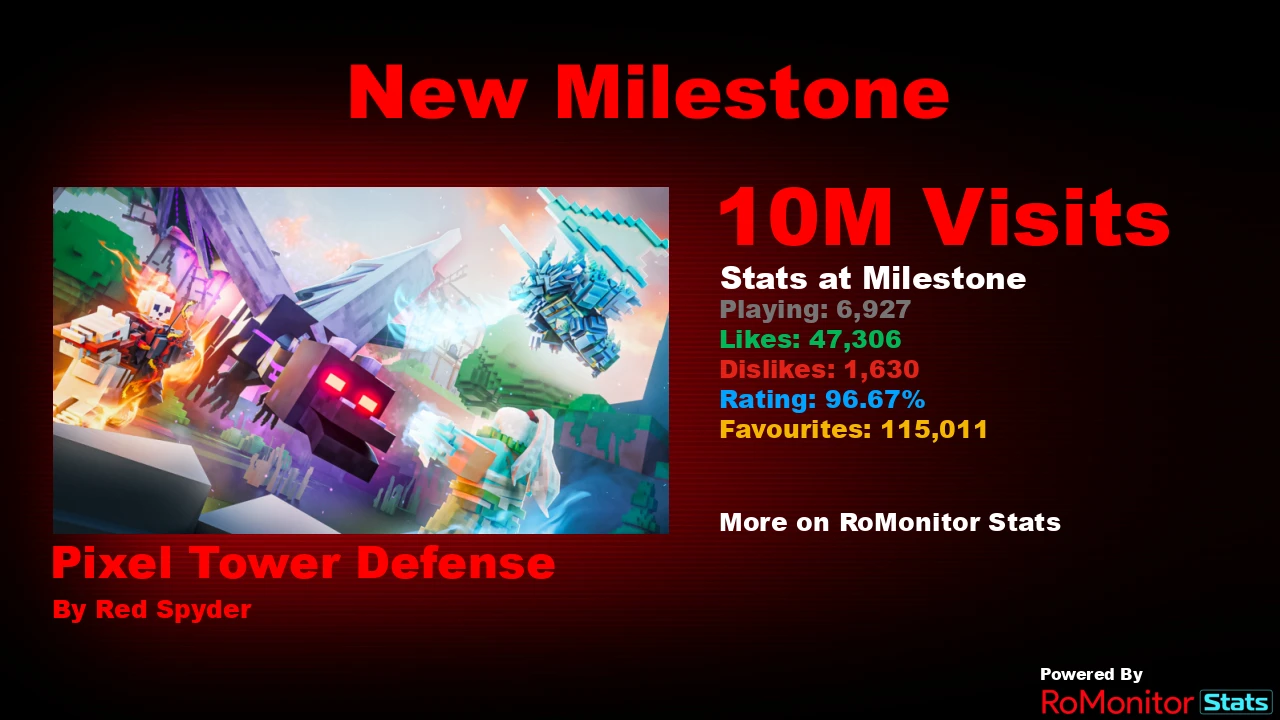 New Milestone
10M Visits
Stats at Milestone
Playing: 6,927
Likes: 47,306
Dislikes: 1,630
Rating: 96.67%
Favourites: 115,011
More on RoMonitor Stats
Pixel Tower Defense
By Red Spyder
Powered By
RoMonitor Stats